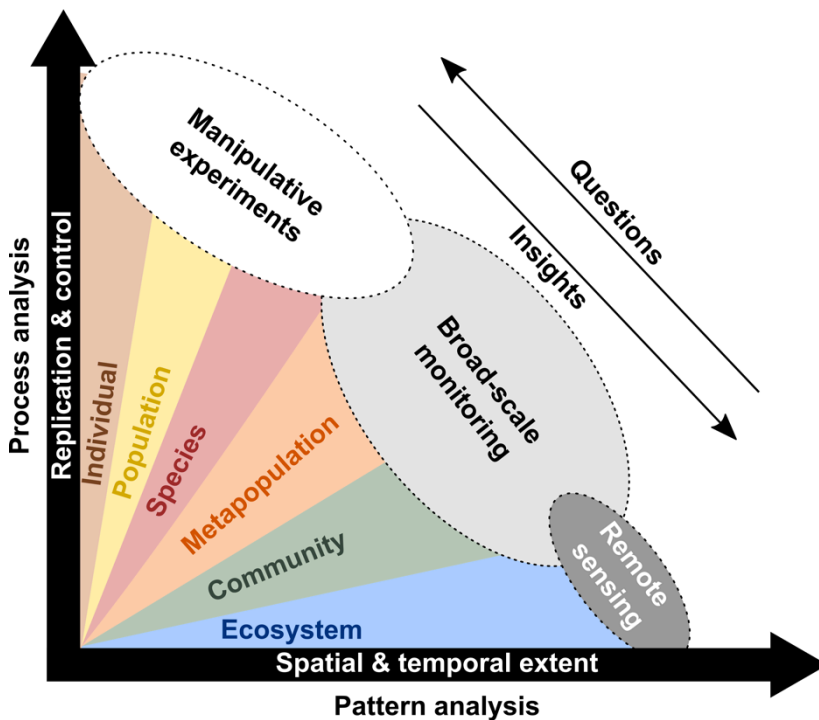 Manipulative
experiments
Questions
Insights
Broad-scale
monitoring
Remote
sensing
Process analysis
Replication & control
Individual
Population
Species
Metapopulation
Community
Ecosystem
Spatial & temporal extent
Pattern analysis